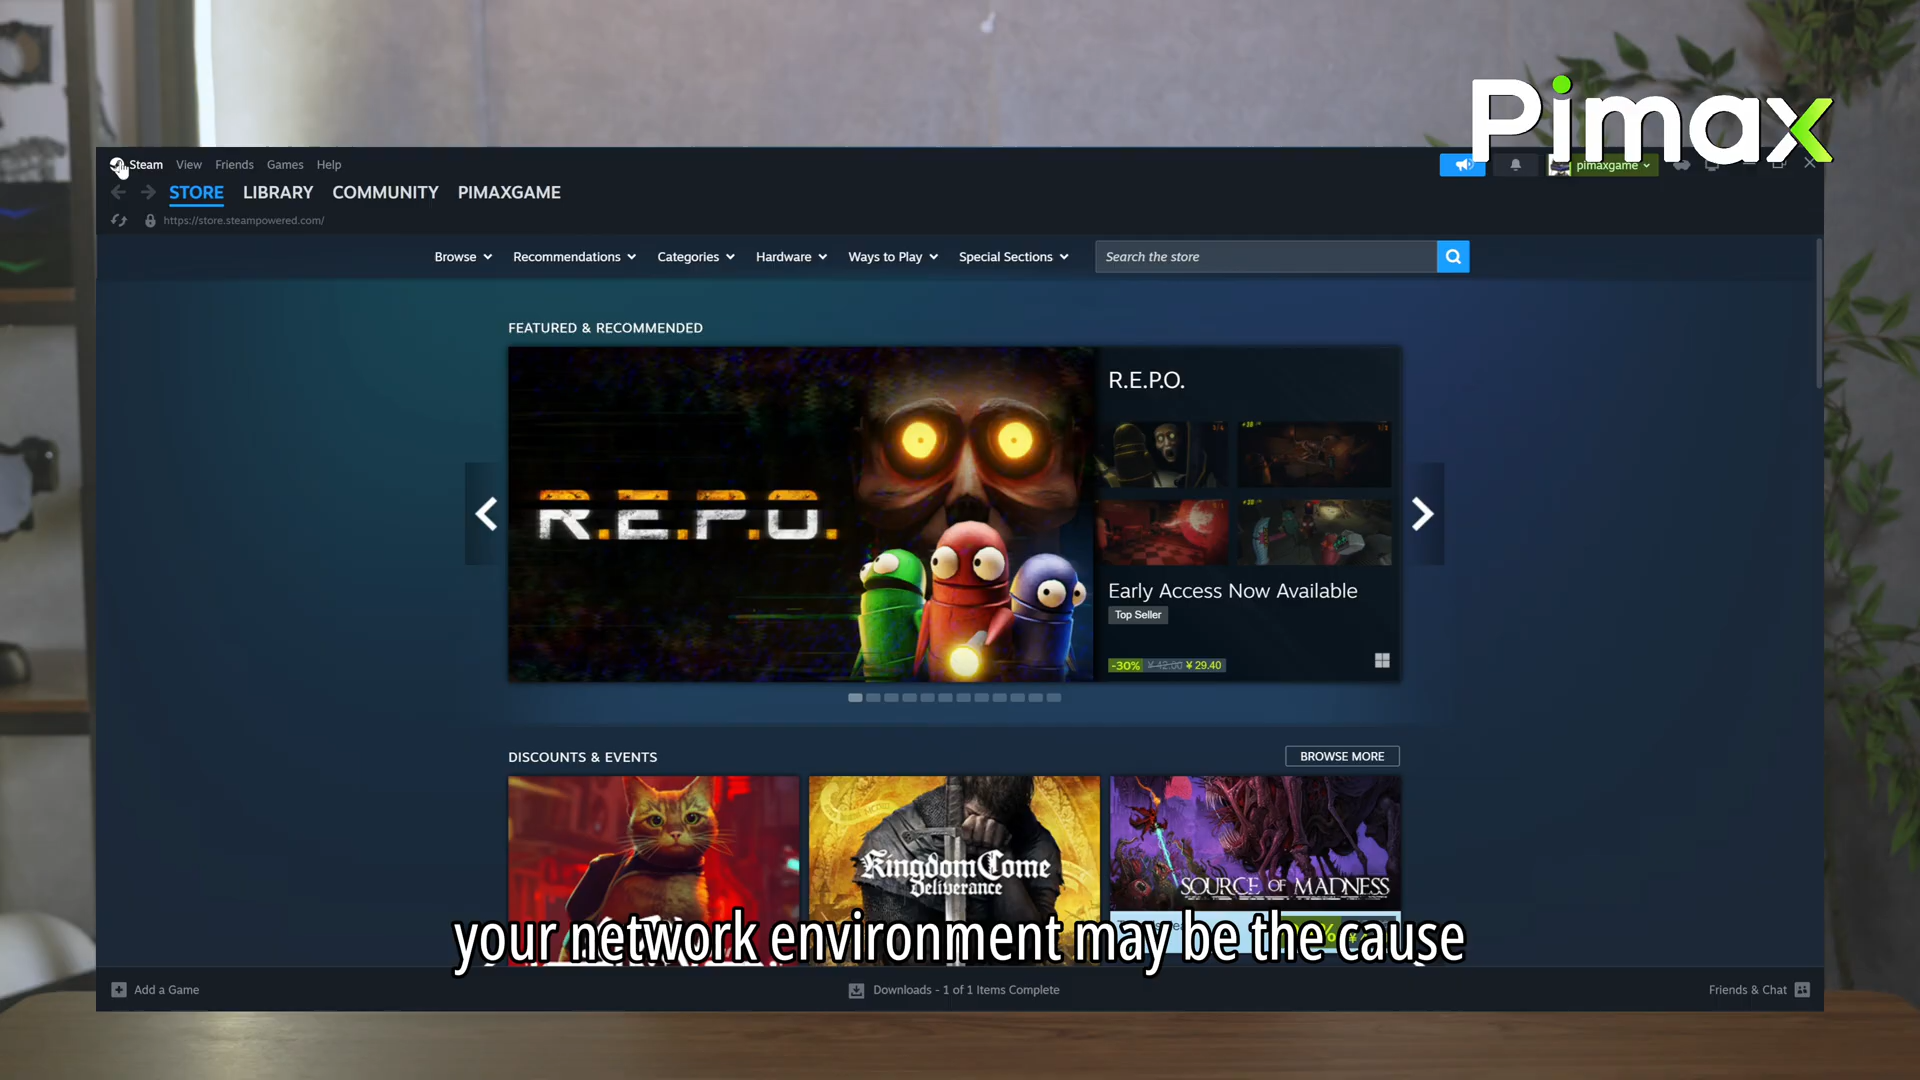 Pimax
Steam View Friends Games Help
pimaxgame
STORE LIBRARY COMMUNITY PIMAXGAME
https://store.steampowered.com/
Browse Recommendations Categories Hardware Ways to Play Special Sections
Search the store
FEATURED & RECOMMENDED
R.E.P.O.
R.E.P.O.
Early Access Now Available
Top Seller
-30% ¥ 42.00 ¥ 29.40
DISCOUNTS & EVENTS
BROWSE MORE
Kingdom Come
Deliverance
SOURCE OF MADNESS
your network environment may be the cause
Add a Game
Downloads - 1 of 1 Items Complete
Friends & Chat